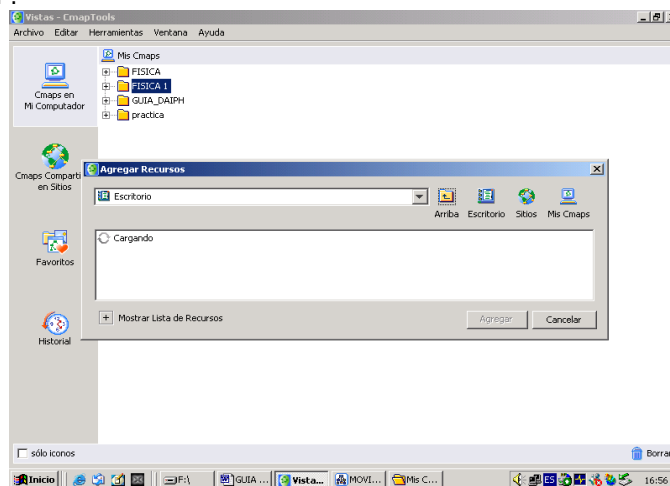 Vistas - CmapTools
Archivo Editar Herramientas Ventana Ayuda
Mis Cmaps
FISICA
FISICA 1
GUIA_DAIPH
practica
Cmaps en
Mi Computador
Cmaps Comparti
en Sitios
Favoritos
Historial
Agregar Recursos
Escritorio
Arriba Escritorio Sitios Mis Cmaps
Cargando
+ Mostrar Lista de Recursos
Agregar Cancelar
sólo iconos
Borrar
Inicio F:\ GUIA ... Vista... MOVI... Mis C... ES 16:58